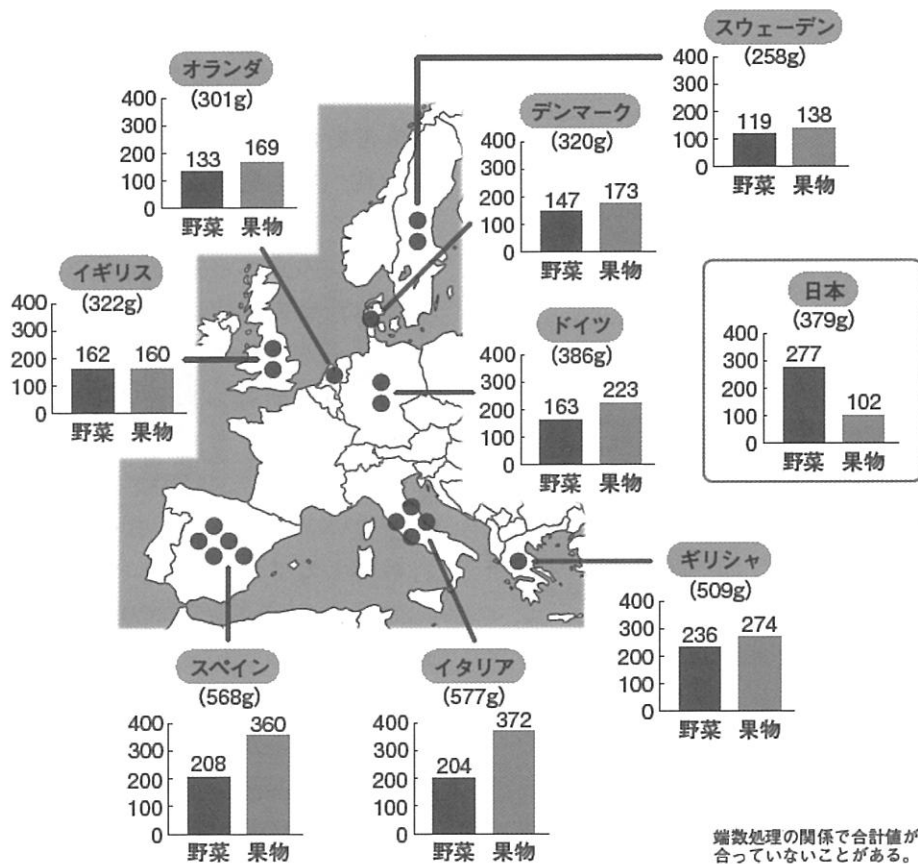 オランダ
(301g)
400
300
200
100
0
133
169
野菜 果物
スウェーデン
(258g)
400
300
200
100
0
119
138
野菜 果物
デンマーク
(320g)
400
300
200
100
0
147
173
野菜 果物
イギリス
(322g)
400
300
200
100
0
162
160
野菜 果物
ドイツ
(386g)
400
300
200
100
0
163
223
野菜 果物
日本
(379g)
400
300
200
100
0
277
102
野菜 果物
ギリシャ
(509g)
400
300
200
100
0
236
274
野菜 果物
スペイン
(568g)
400
300
200
100
0
208
360
野菜 果物
イタリア
(577g)
400
300
200
100
0
204
372
野菜 果物
端数処理の関係で合計値が
合っていないことがある。